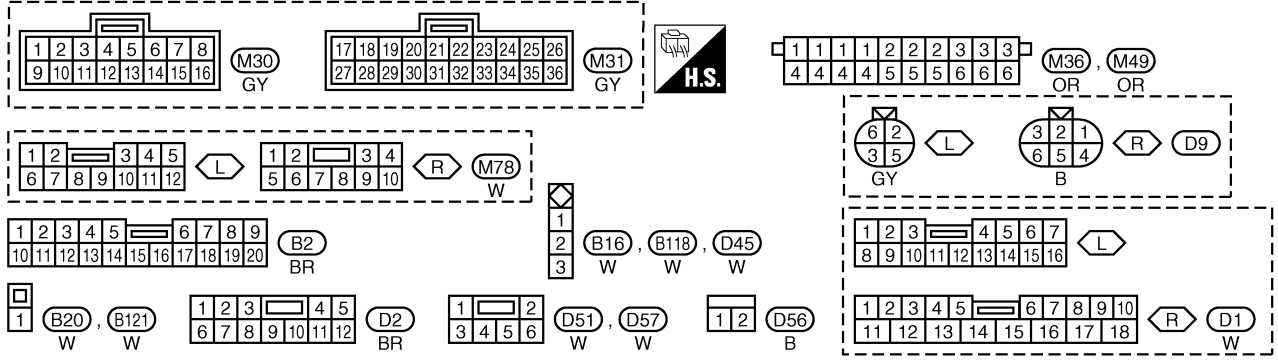 1 2 3 4 5 6 7 8
9 10 11 12 13 14 15 16
M30
GY
17 18 19 20 21 22 23 24 25 26
27 28 29 30 31 32 33 34 35 36
M31
GY
H.S.
1 1 1 1 2 2 2 3 3 3
4 4 4 4 5 5 5 6 6 6
M36 , M49
OR OR
1 2 3 4 5
6 7 8 9 10 11 12
L
1 2 3 4
5 6 7 8 9 10
R M78
W
6 2
3 5
GY
L
3 2 1
6 5 4
B
R D9
1 2 3 4 5 6 7 8 9
10 11 12 13 14 15 16 17 18 19 20
B2
BR
1
2
3
B16 , B118 , D45
W W W
1 2 3 4 5 6 7
8 9 10 11 12 13 14 15 16
L
1
B20 , B121
W W
1 2 3 4 5
6 7 8 9 10 11 12
D2
BR
1 2
3 4 5 6
D51 , D57
W W
1 2
D56
B
1 2 3 4 5 6 7 8 9 10
11 12 13 14 15 16 17 18
R D1
W